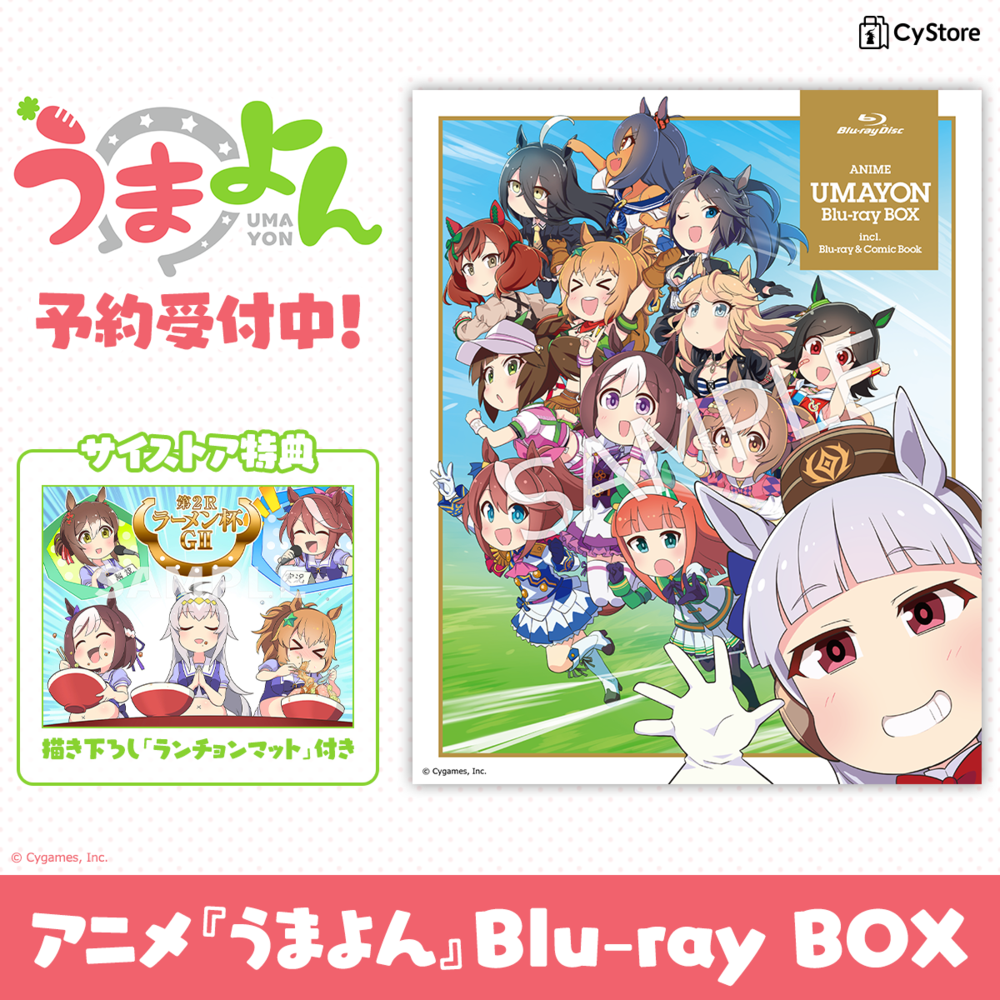 CyStore
うまよん
UMA
YON
予約受付中!
Blu-ray Disc
ANIME
UMAYON
Blu-ray BOX
incl.
Blu-ray & Comic Book
SAMPLE
© Cygames, Inc.
サイストア特典
第2R
ラーメン杯
GII
実況
SAMPLE
描き下ろし「ランチョンマット」付き
© Cygames, Inc.
アニメ『うまよん』Blu-ray BOX